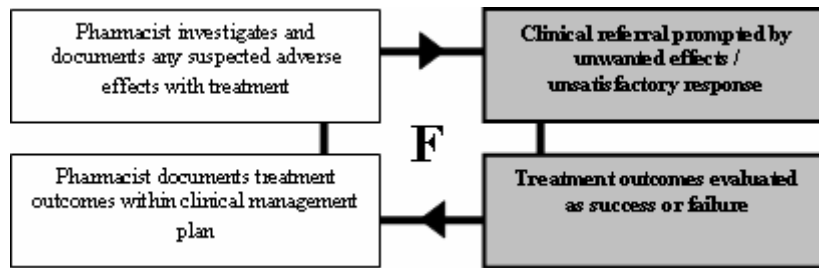 Pharmacist investigates and
documents any suspected adverse
effects with treatment
Clinical referral prompted by
unwanted effects /
unsatisfactory response
F
Pharmacist documents treatment
outcomes within clinical management
plan
Treatment outcomes evaluated
as success or failure